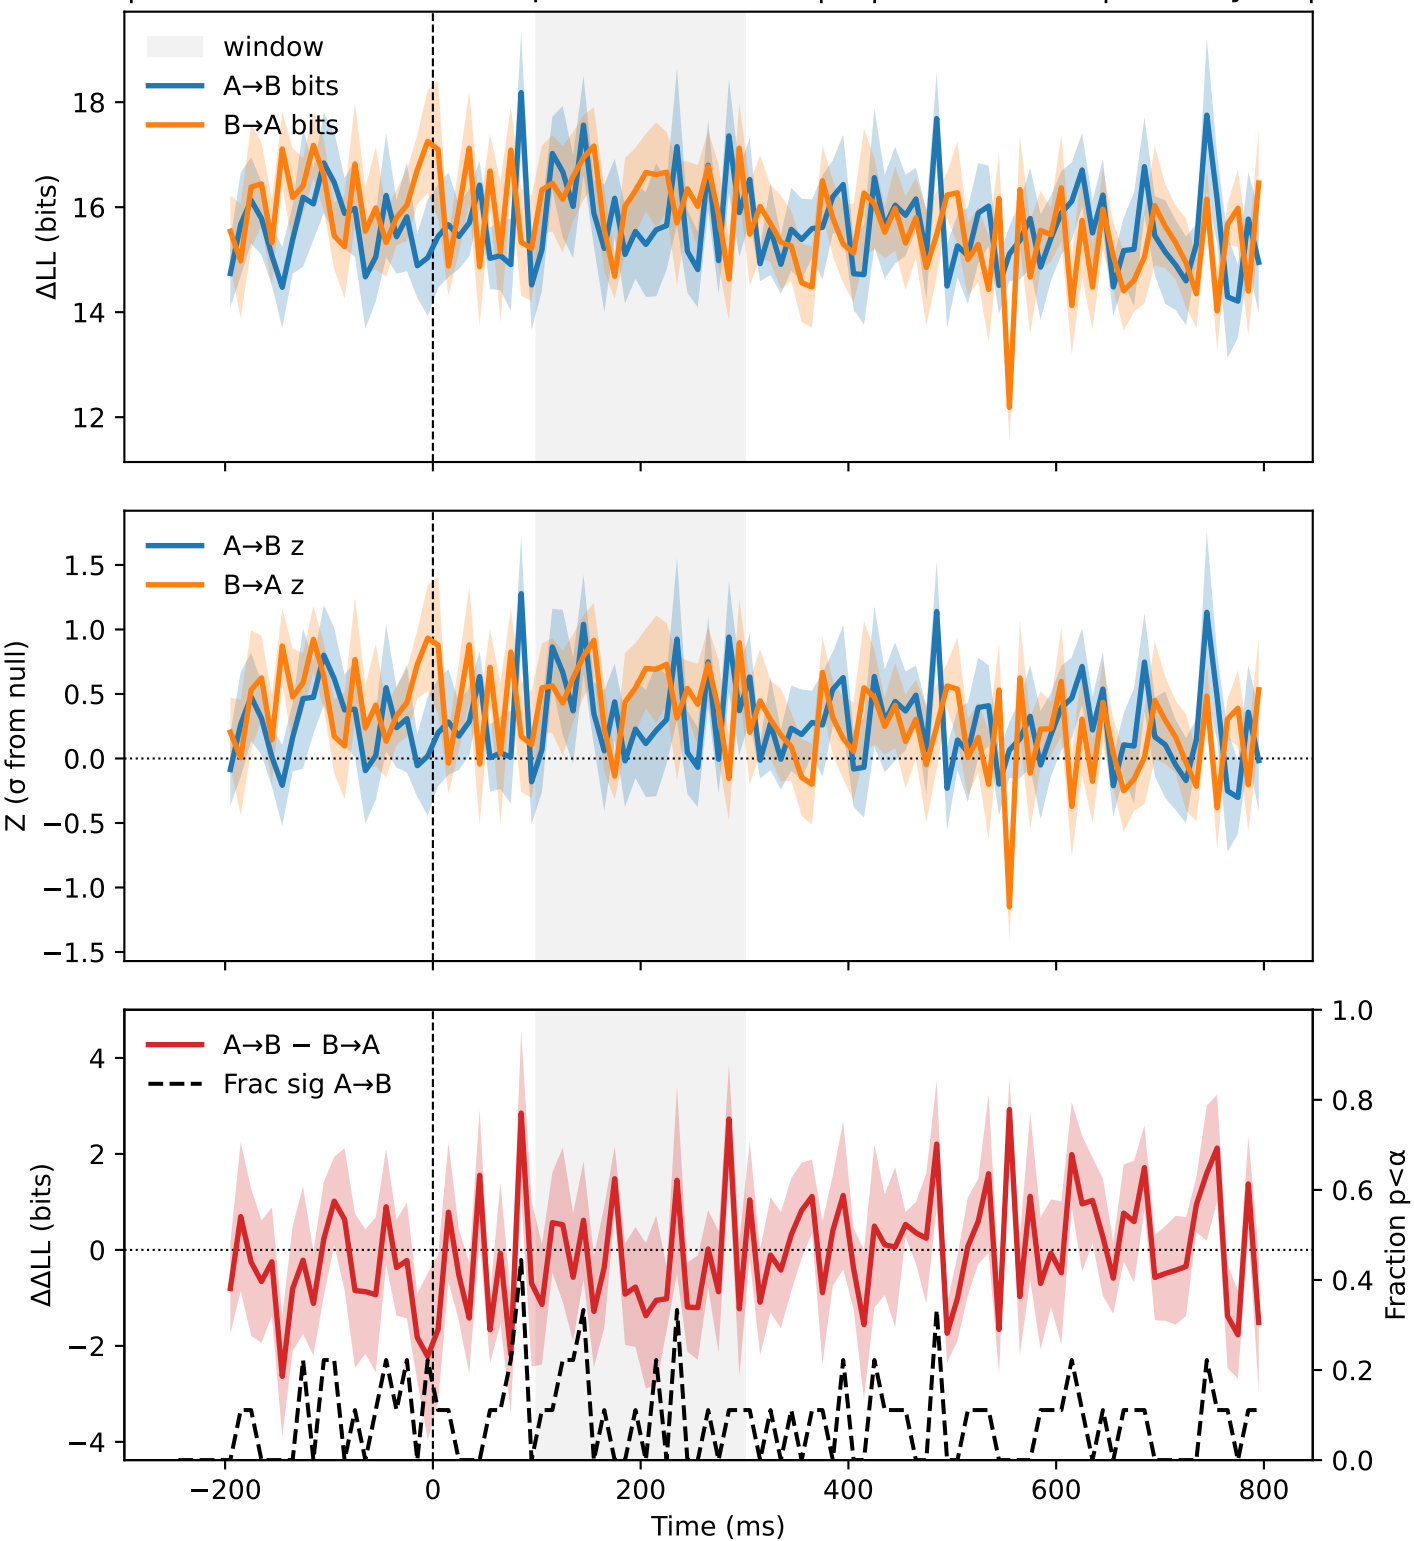 window
A→B bits
B→A bits
18
16
14
12
ΔLL (bits)
A→B z
B→A z
1.5
1.0
0.5
0.0
−0.5
−1.0
−1.5
Z (σ from null)
A→B − B→A
Frac sig A→B
4
2
0
−2
−4
ΔΔLL (bits)
1.0
0.8
0.6
0.4
0.2
0.0
Fraction p<α
−200 0 200 400 600 800
Time (ms)